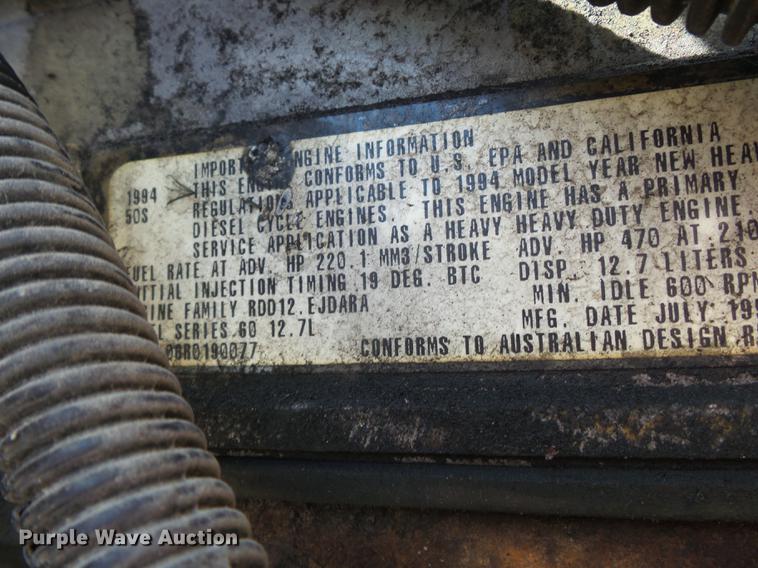 1994
50S
ENGINE INFORMATION
THIS CONFORMS TO U.S. EPA AND CALIFORNIA
APPLICABLE TO 1994 MODEL YEAR NEW HEAV
DIESEL CYCLE ENGINES. THIS ENGINE HAS A PRIMARY
SERVICE APPLICATION AS A HEAVY HEAVY DUTY ENGINE.
FUEL RATE AT ADV. HP 220.1 MM3/STROKE ADV. HP 470 AT 210
ITIAL INJECTION TIMING 19 DEG. BTC DISP. 12.7 LITERS
INE FAMILY RDD12.EJDARA MIN. IDLE 600 RPM
L SERIES 60 12.7L MFG. DATE JULY 199
06R0190077 CONFORMS TO AUSTRALIAN DESIGN R
Purple Wave Auction